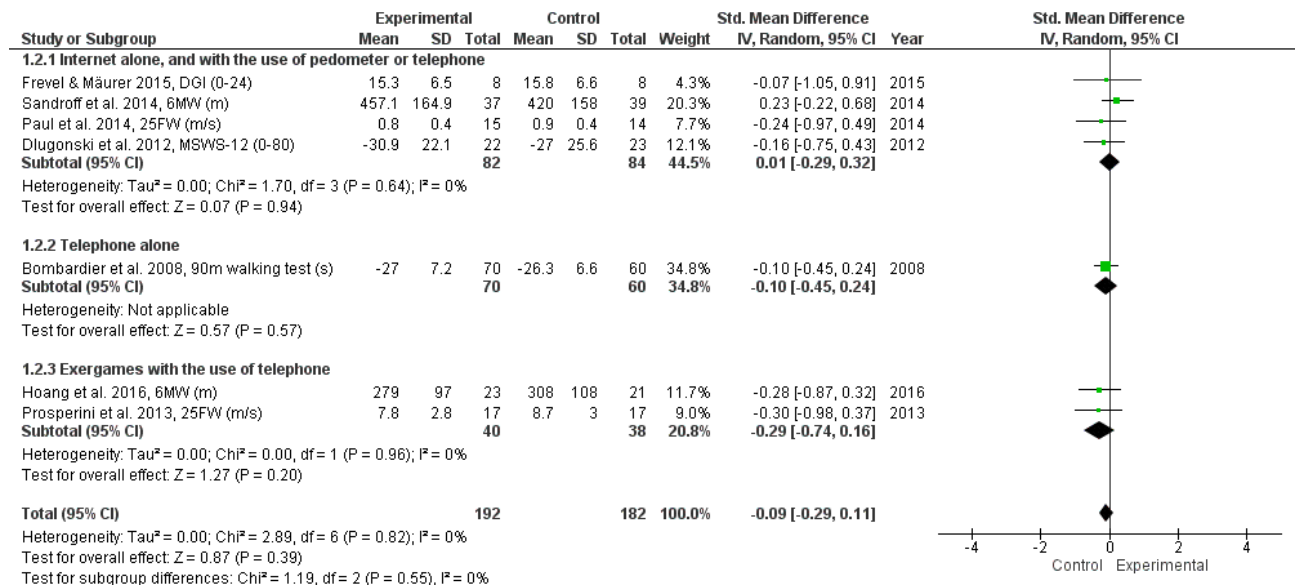 Experimental Control Std. Mean Difference Std. Mean Difference
Study or Subgroup Mean SD Total Mean SD Total Weight IV, Random, 95% CI Year IV, Random, 95% CI
1.2.1 Internet alone, and with the use of pedometer or telephone
Frevel & Mäurer 2015, DGI (0-24) 15.3 6.5 8 15.8 6.6 8 4.3% -0.07 [-1.05, 0.91] 2015
Sandroff et al. 2014, 6MW (m) 457.1 164.9 37 420 158 39 20.3% 0.23 [-0.22, 0.68] 2014
Paul et al. 2014, 25FW (m/s) 0.8 0.4 15 0.9 0.4 14 7.7% -0.24 [-0.97, 0.49] 2014
Dlugonski et al. 2012, MSWS-12 (0-80) -30.9 22.1 22 -27 25.6 23 12.1% -0.16 [-0.75, 0.43] 2012
Subtotal (95% CI) 82 84 44.5% 0.01 [-0.29, 0.32]
Heterogeneity: Tau² = 0.00; Chi² = 1.70, df = 3 (P = 0.64); I² = 0%
Test for overall effect: Z = 0.07 (P = 0.94)
1.2.2 Telephone alone
Bombardier et al. 2008, 90m walking test (s) -27 7.2 70 -26.3 6.6 60 34.8% -0.10 [-0.45, 0.24] 2008
Subtotal (95% CI) 70 60 34.8% -0.10 [-0.45, 0.24]
Heterogeneity: Not applicable
Test for overall effect: Z = 0.57 (P = 0.57)
1.2.3 Exergames with the use of telephone
Hoang et al. 2016, 6MW (m) 279 97 23 308 108 21 11.7% -0.28 [-0.87, 0.32] 2016
Prosperini et al. 2013, 25FW (m/s) 7.8 2.8 17 8.7 3 17 9.0% -0.30 [-0.98, 0.37] 2013
Subtotal (95% CI) 40 38 20.8% -0.29 [-0.74, 0.16]
Heterogeneity: Tau² = 0.00; Chi² = 0.00, df = 1 (P = 0.96); I² = 0%
Test for overall effect: Z = 1.27 (P = 0.20)
Total (95% CI) 192 182 100.0% -0.09 [-0.29, 0.11]
Heterogeneity: Tau² = 0.00; Chi² = 2.89, df = 6 (P = 0.82); I² = 0%
Test for overall effect: Z = 0.87 (P = 0.39)
Test for subgroup differences: Chi² = 1.19, df = 2 (P = 0.55), I² = 0%
-4 -2 0 2 4
Control Experimental